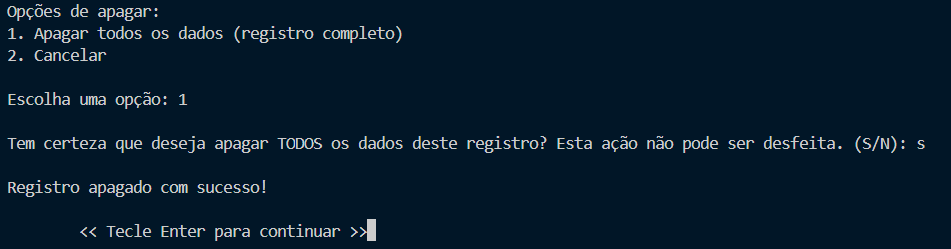 Opções de apagar:
1. Apagar todos os dados (registro completo)
2. Cancelar
Escolha uma opção: 1
Tem certeza que deseja apagar TODOS os dados deste registro? Esta ação não pode ser desfeita. (S/N): s
Registro apagado com sucesso!
<< Tecle Enter para continuar >>